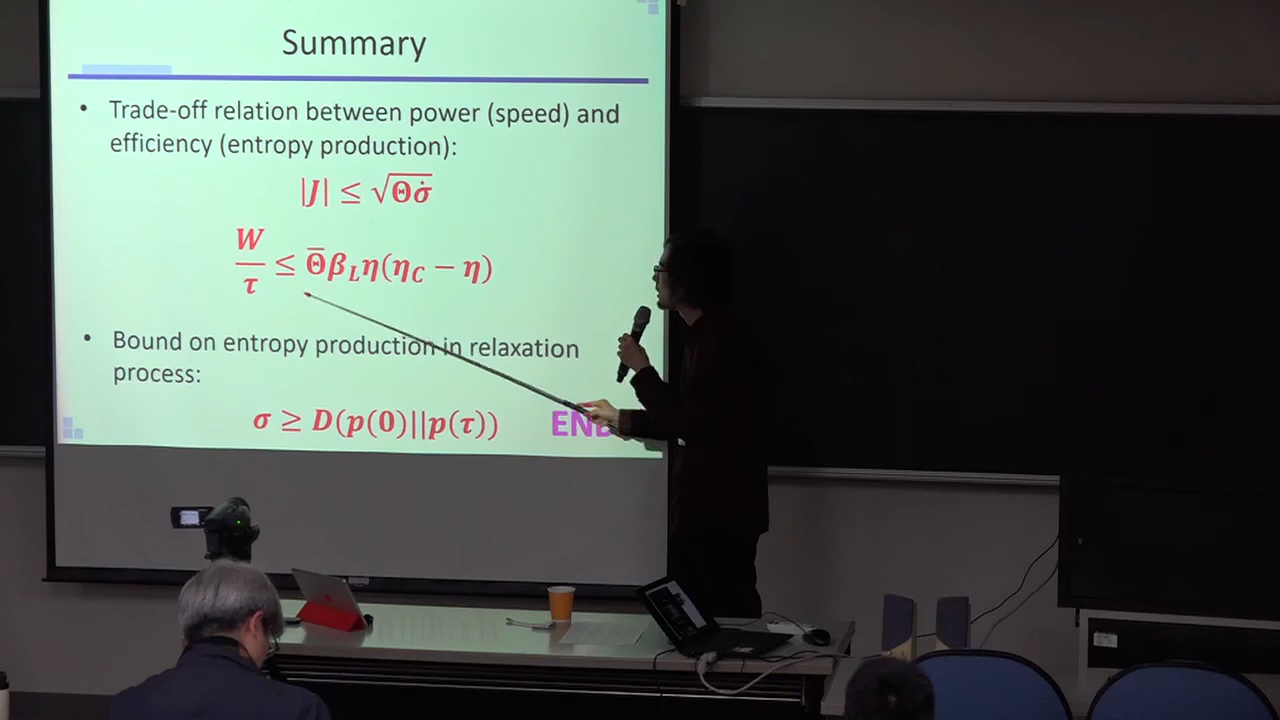 Summary
• Trade-off relation between power (speed) and
efficiency (entropy production):
|J| ≤ √Θσ̇
W/τ ≤ Θ̄β_Lη(η_C − η)
• Bound on entropy production in relaxation
process:
σ ≥ D(p(0)||p(τ))